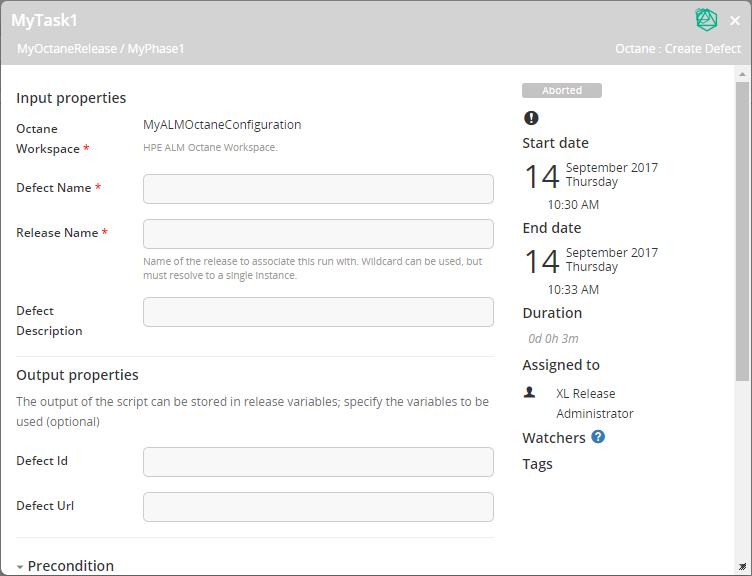 MyTask1
MyOctaneRelease / MyPhase1
Octane : Create Defect
Input properties
Octane
Workspace *
MyALMOctaneConfiguration
HPE ALM Octane Workspace.
Defect Name *
Release Name *
Name of the release to associate this run with. Wildcard can be used, but
must resolve to a single instance.
Defect
Description
Output properties
The output of the script can be stored in release variables; specify the variables to be
used (optional)
Defect Id
Defect Url
Precondition
Aborted
Start date
14
September 2017
Thursday
10:30 AM
End date
14
September 2017
Thursday
10:33 AM
Duration
0d 0h 3m
Assigned to
XL Release
Administrator
Watchers ?
Tags